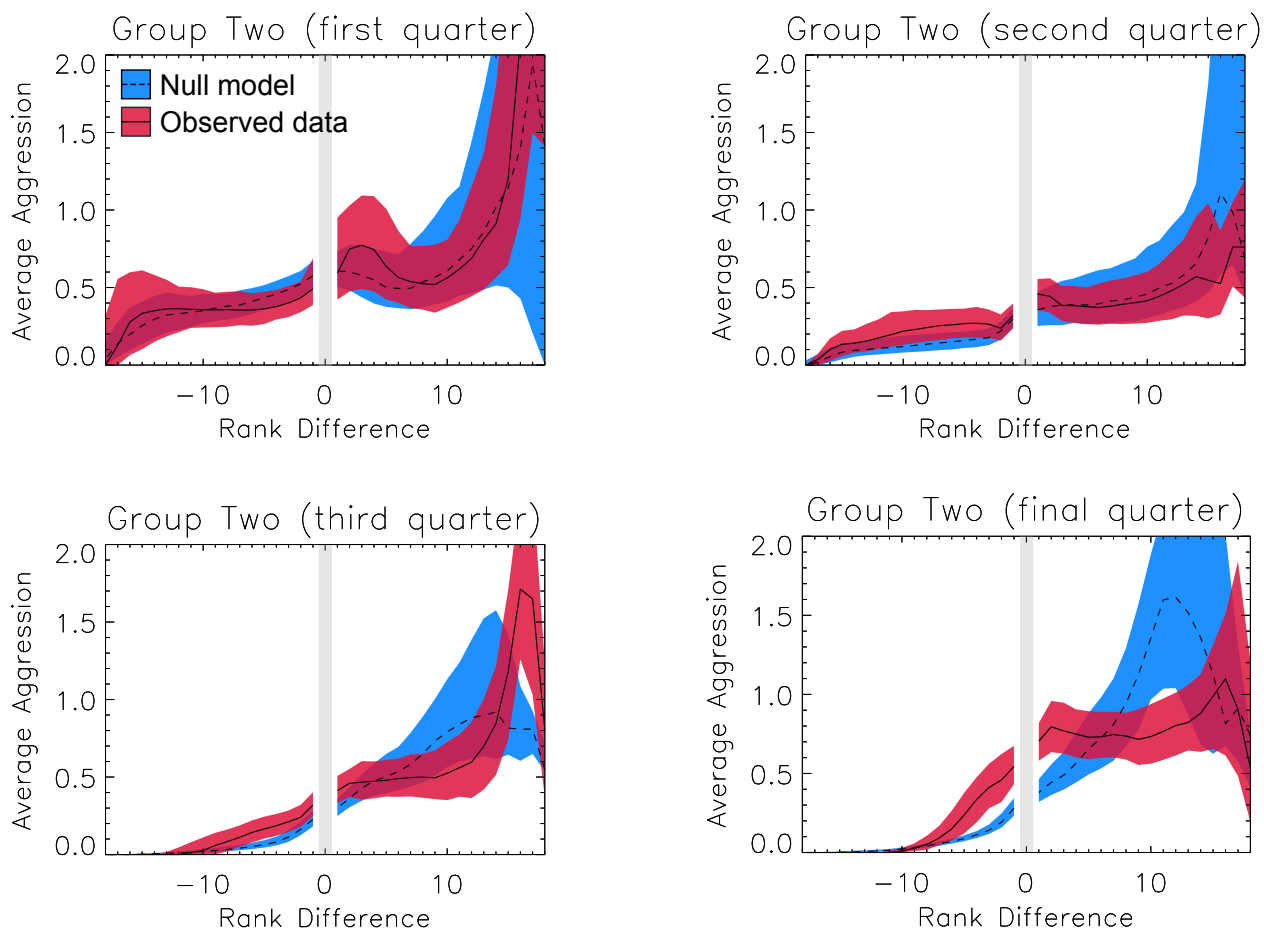 Group Two (first quarter)
2.0
1.5
1.0
0.5
0.0
Average Aggression
Null model
Observed data
-10 0 10
Rank Difference
Group Two (second quarter)
2.0
1.5
1.0
0.5
0.0
Average Aggression
-10 0 10
Rank Difference
Group Two (third quarter)
2.0
1.5
1.0
0.5
0.0
Average Aggression
-10 0 10
Rank Difference
Group Two (final quarter)
2.0
1.5
1.0
0.5
0.0
Average Aggression
-10 0 10
Rank Difference